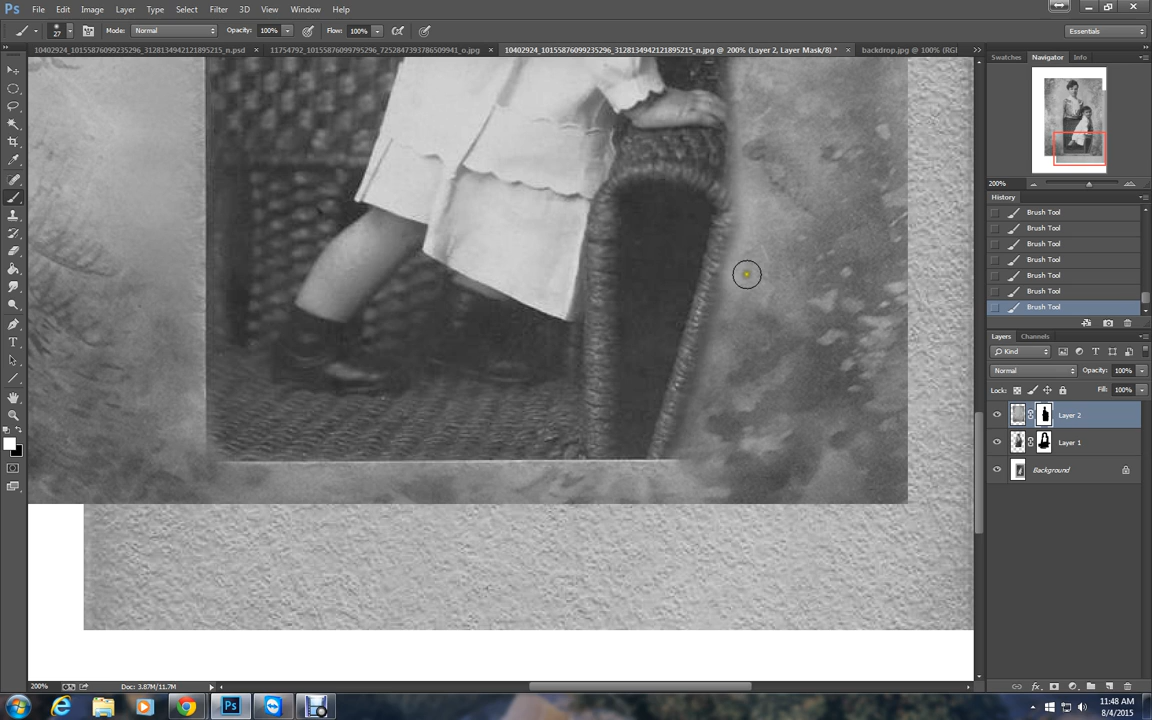 Ps File Edit Image Layer Type Select Filter 3D View Window Help
27 Mode: Normal Opacity: 100% Flow: 100% Essentials
10402924_10155876099235296_3128134942121895215_n.psd × 11754792_10155876099795296_7252847393786509941_o.jpg × 10402924_10155876099235296_3128134942121895215_n.jpg @ 200% (Layer 2, Layer Mask/8) * × backdrop.jpg @ 100% (RG
Swatches Navigator Info
200%
History
Brush Tool
Brush Tool
Brush Tool
Brush Tool
Brush Tool
Brush Tool
Brush Tool
Layers Channels
Kind
Normal Opacity: 100%
Lock: Fill: 100%
Layer 2
Layer 1
Background
200% Doc: 3.87M/11.7M
Ps
11:48 AM
8/4/2015